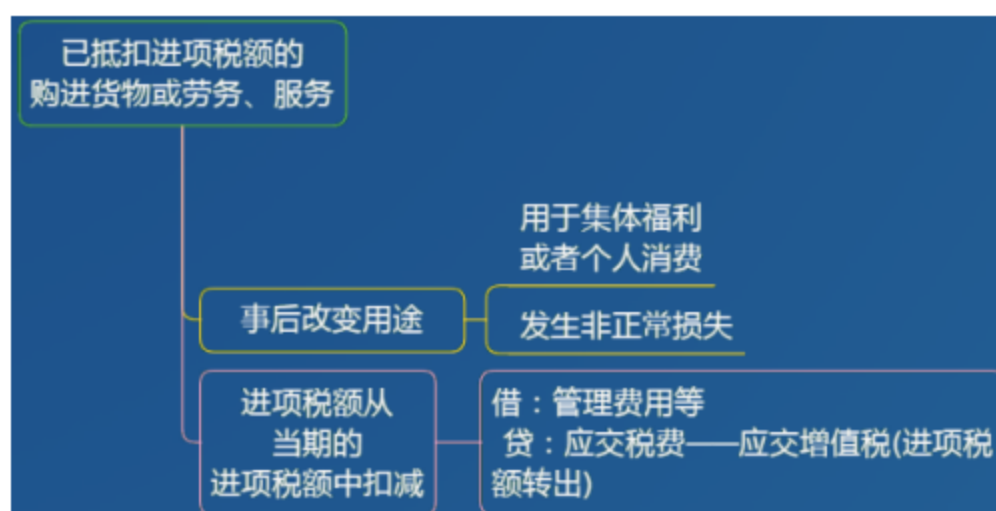 已抵扣进项税额的
购进货物或劳务、服务
用于集体福利
或者个人消费
事后改变用途
发生非正常损失
进项税额从
当期的
进项税额中扣减
借：管理费用等
贷：应交税费——应交增值税(进项税
额转出)